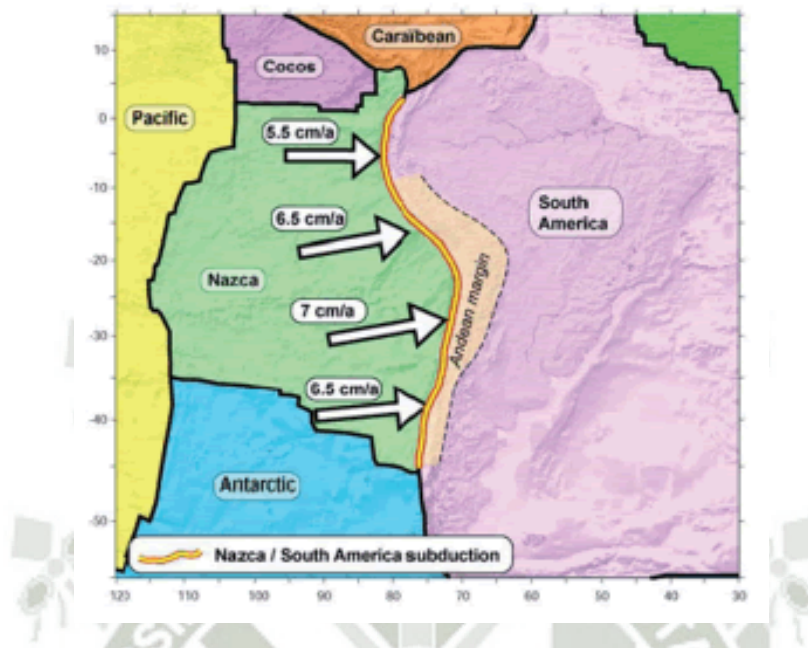 Caraïbean
Cocos
Pacific
5.5 cm/a
6.5 cm/a
South
America
Nazca
Andean margin
7 cm/a
6.5 cm/a
Antarctic
Nazca / South America subduction
10
0
-10
-20
-30
-40
-50
120 110 100 90 80 70 60 50 40 30